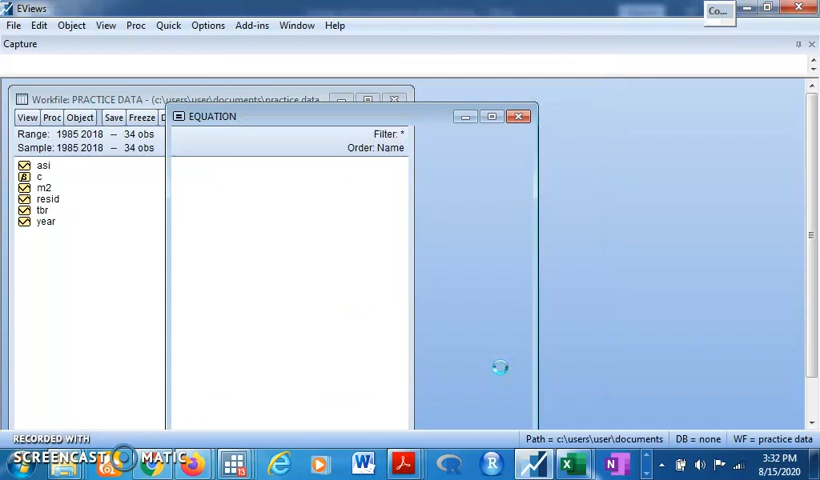 EViews
Co...
File Edit Object View Proc Quick Options Add-ins Window Help
Capture
Workfile: PRACTICE DATA - (c:\users\user\documents\practice data
View Proc Object Save Freeze
EQUATION
Range: 1985 2018 -- 34 obs
Filter: *
Sample: 1985 2018 -- 34 obs
Order: Name
asi
c
m2
resid
tbr
year
Path = c:\users\user\documents DB = none WF = practice data
RECORDED WITH
SCREENCAST MATIC
3:32 PM
8/15/2020